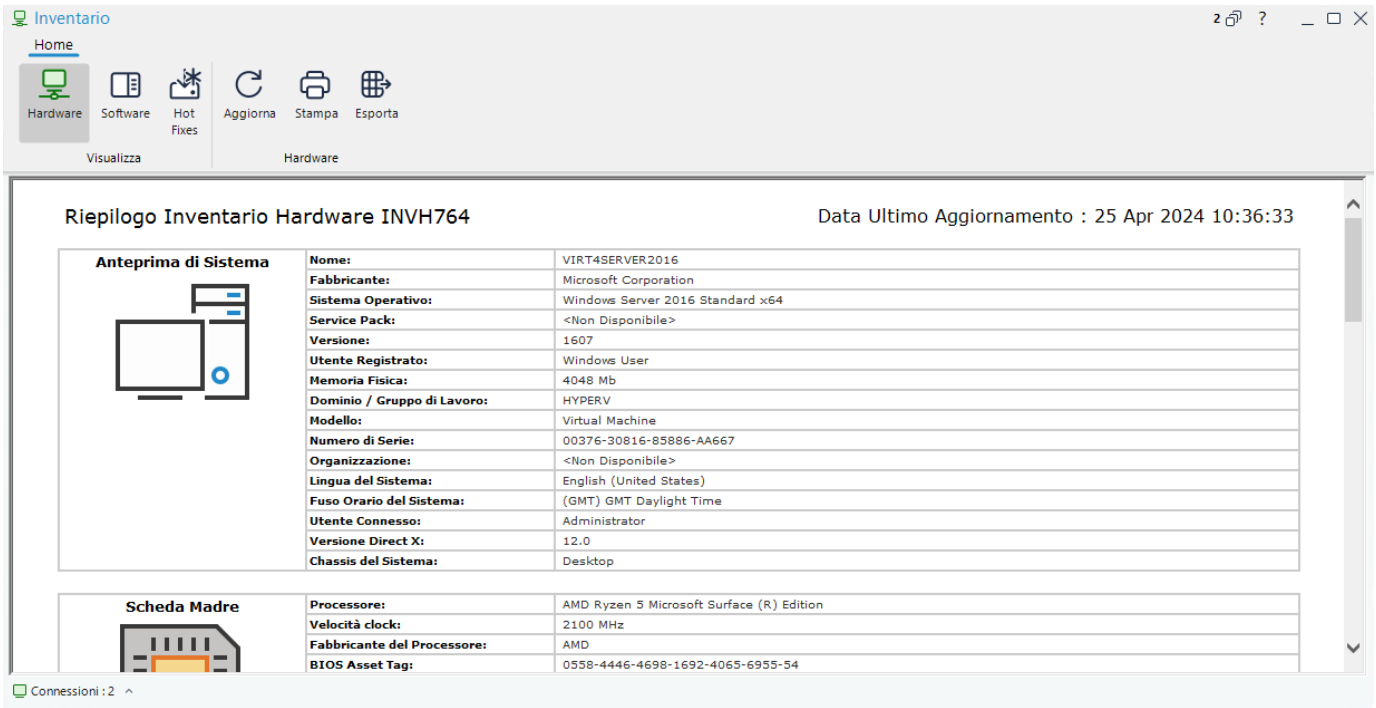 Inventario
2 ?
Home
Hardware Software Hot Fixes Aggiorna Stampa Esporta
Visualizza Hardware
Riepilogo Inventario Hardware INVH764 Data Ultimo Aggiornamento : 25 Apr 2024 10:36:33
Anteprima di Sistema
Nome: VIRT4SERVER2016
Fabbricante: Microsoft Corporation
Sistema Operativo: Windows Server 2016 Standard x64
Service Pack: <Non Disponibile>
Versione: 1607
Utente Registrato: Windows User
Memoria Fisica: 4048 Mb
Dominio / Gruppo di Lavoro: HYPERV
Modello: Virtual Machine
Numero di Serie: 00376-30816-85886-AA667
Organizzazione: <Non Disponibile>
Lingua del Sistema: English (United States)
Fuso Orario del Sistema: (GMT) GMT Daylight Time
Utente Connesso: Administrator
Versione Direct X: 12.0
Chassis del Sistema: Desktop
Scheda Madre
Processore: AMD Ryzen 5 Microsoft Surface (R) Edition
Velocità clock: 2100 MHz
Fabbricante del Processore: AMD
BIOS Asset Tag: 0558-4446-4698-1692-4065-6955-54
Connessioni : 2